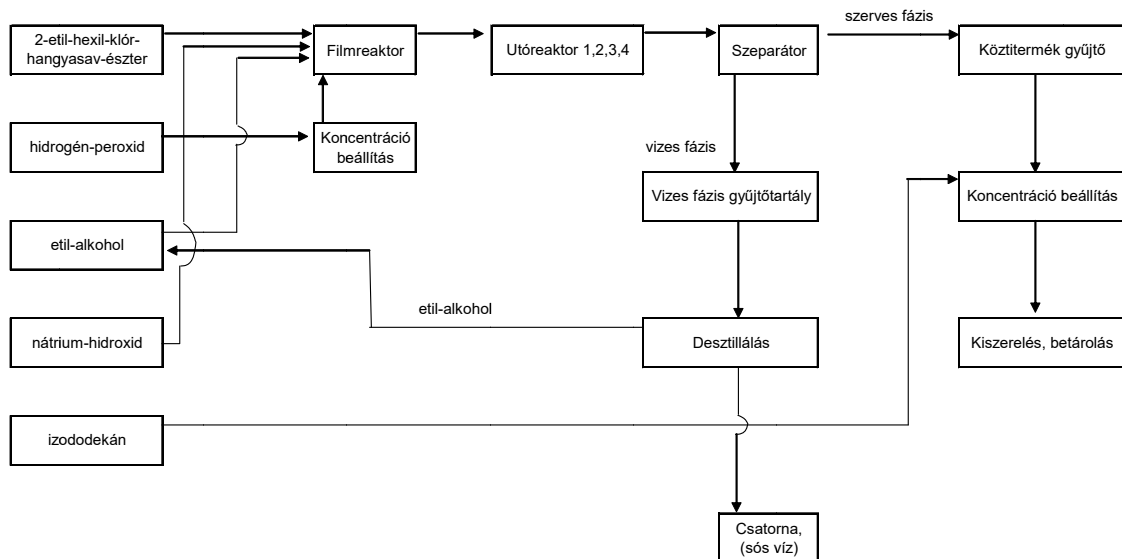 szerves fázis
2-etil-hexil-klór-
hangyasav-észter
Filmreaktor
Utóreaktor 1,2,3,4
Szeparátor
Köztitermék gyűjtő
hidrogén-peroxid
Koncentráció
beállítás
vizes fázis
Vizes fázis gyűjtőtartály
Koncentráció beállítás
etil-alkohol
etil-alkohol
nátrium-hidroxid
Desztillálás
Kiszerelés, betárolás
izododekán
Csatorna,
(sós víz)